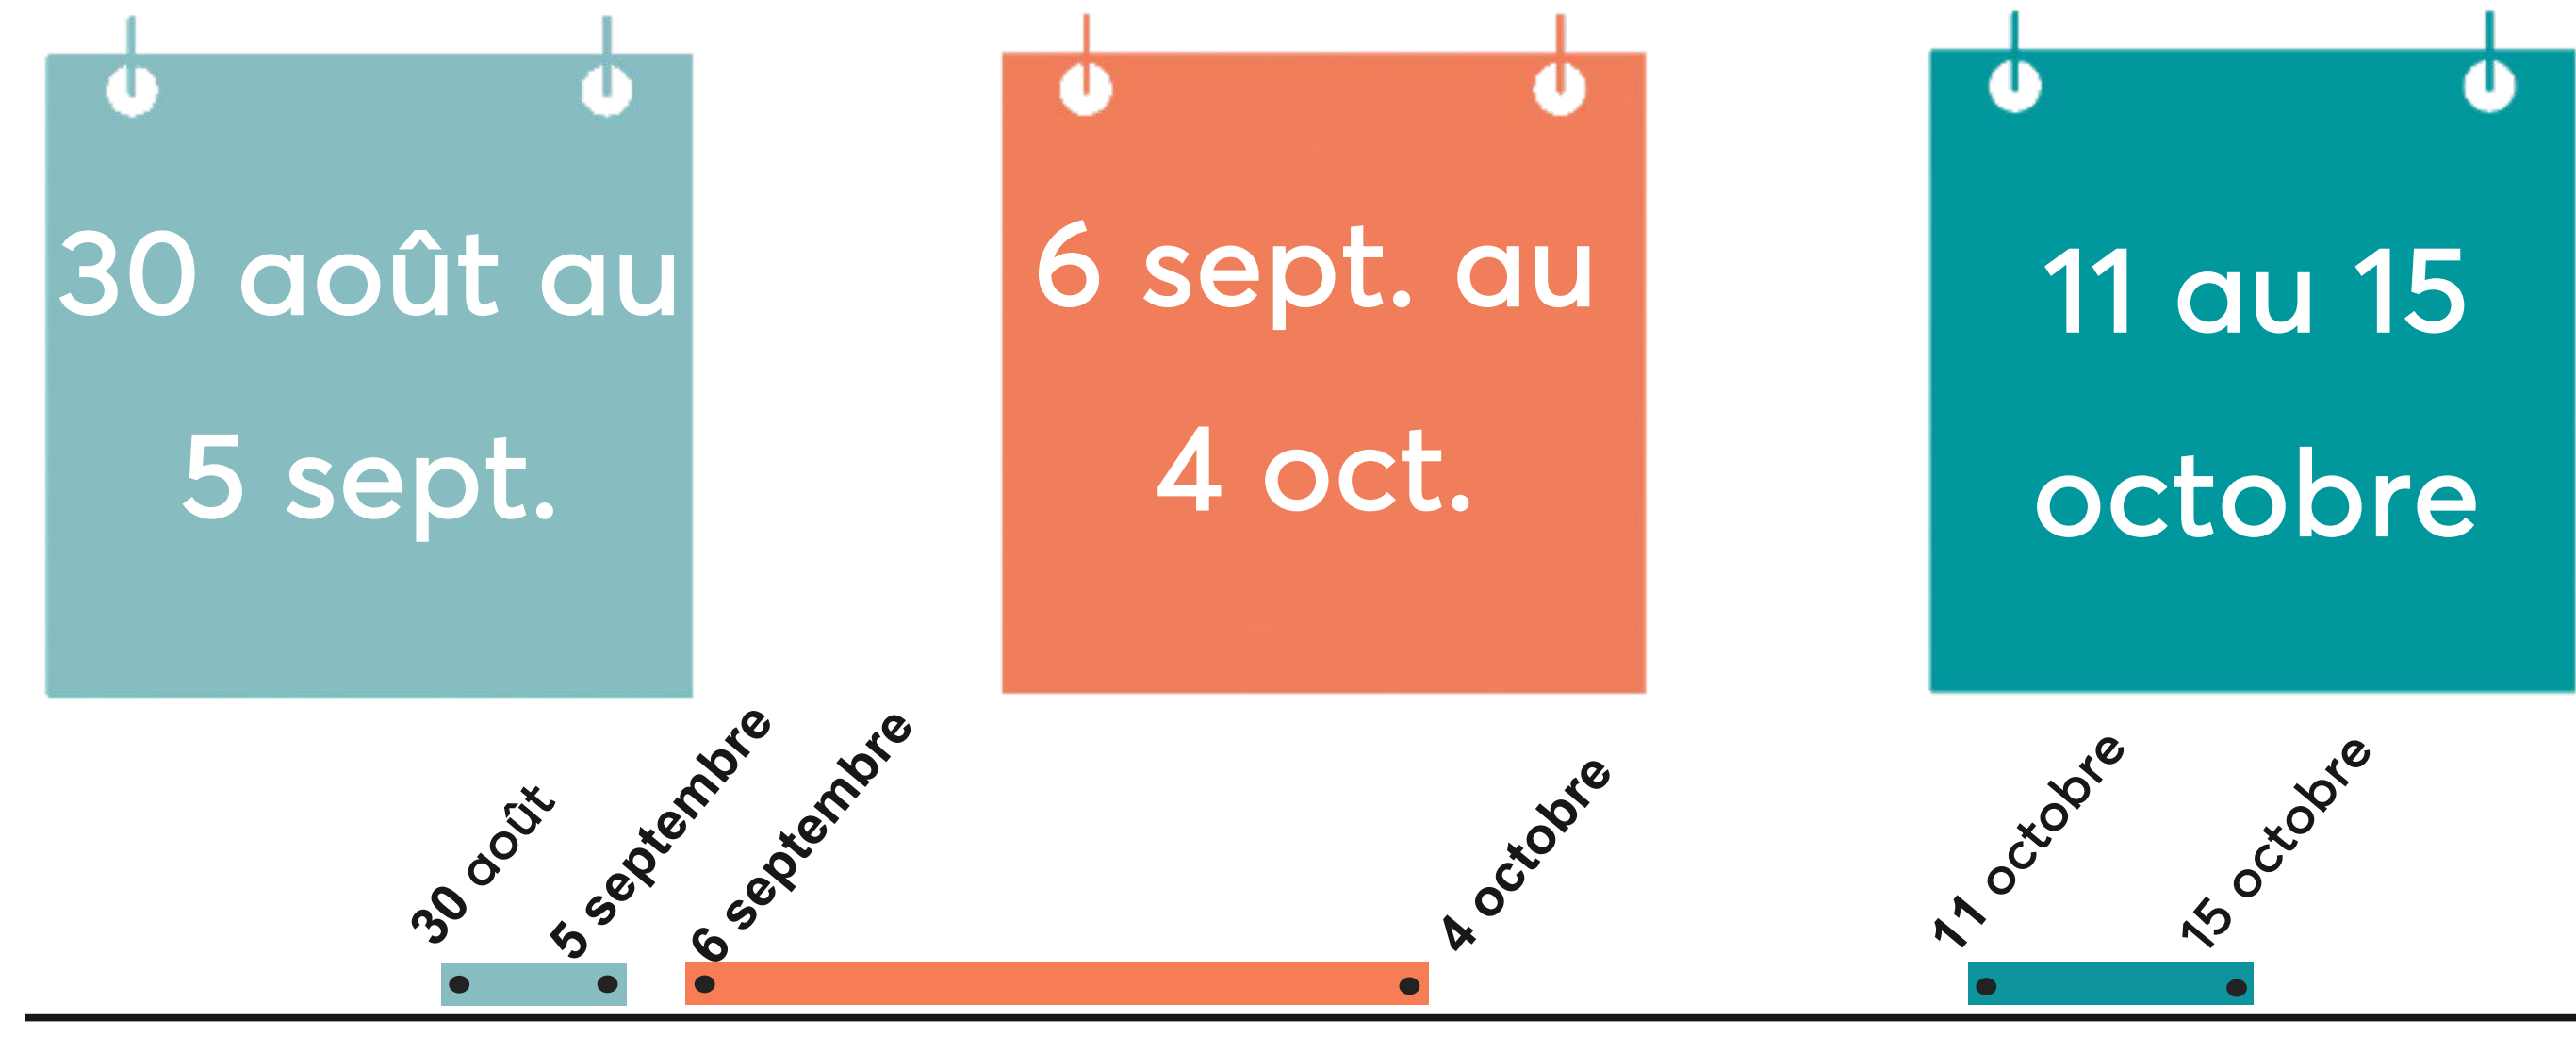 30 août au
5 sept.
6 sept. au
4 oct.
11 au 15
octobre
30 août
5 septembre
6 septembre
4 octobre
11 octobre
15 octobre